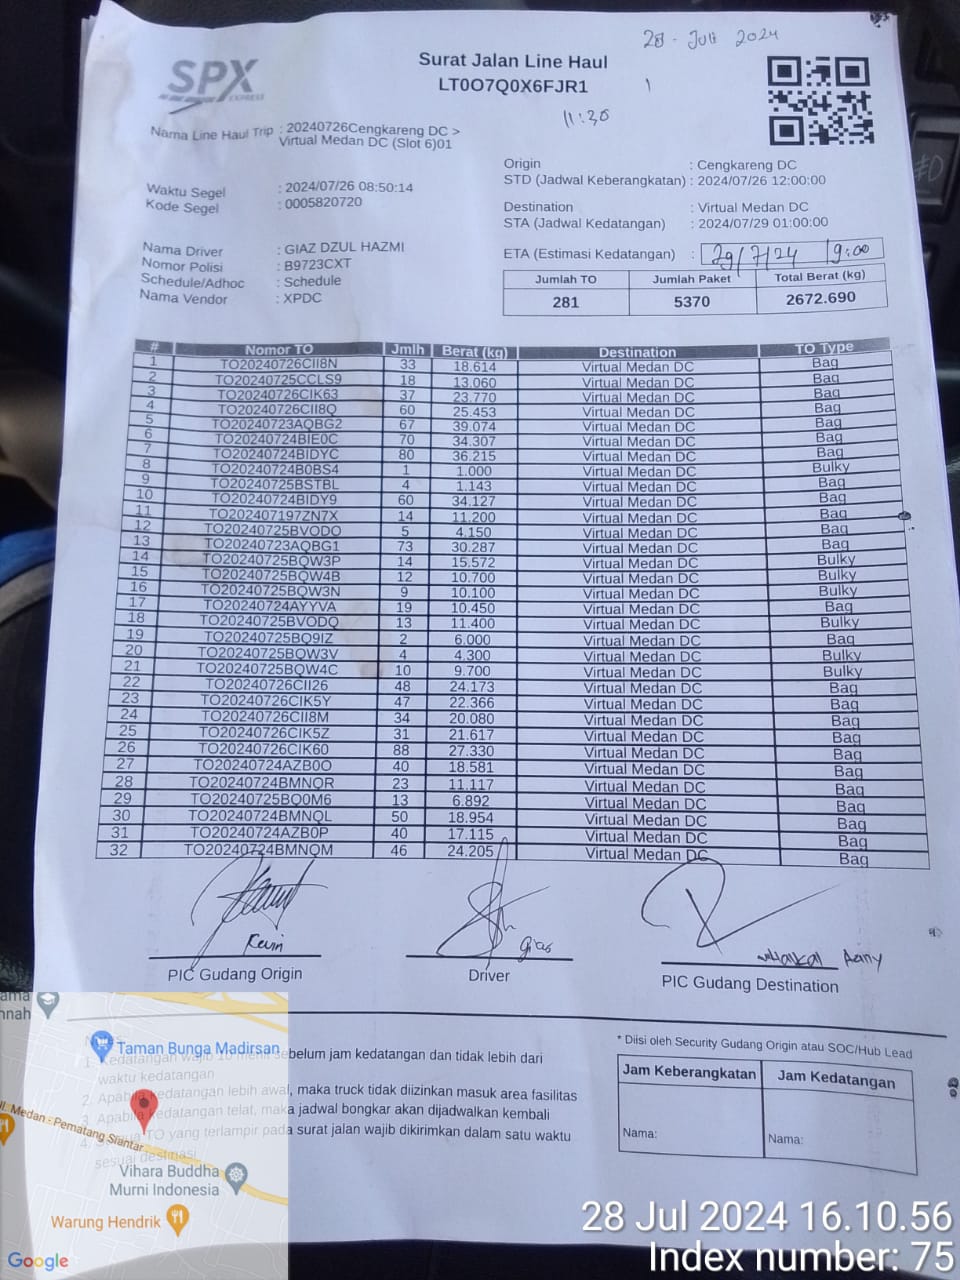 28 - Juli 2024
SPX
EXPRESS
Surat Jalan Line Haul
LT0O7Q0X6FJR1
11:30
Nama Line Haul Trip : 20240726Cengkareng DC >
Virtual Medan DC (Slot 6)01
Waktu Segel : 2024/07/26 08:50:14
Kode Segel : 0005820720
Nama Driver : GIAZ DZUL HAZMI
Nomor Polisi : B9723CXT
Schedule/Adhoc : Schedule
Nama Vendor : XPDC
Origin : Cengkareng DC
STD (Jadwal Keberangkatan) : 2024/07/26 12:00:00
Destination : Virtual Medan DC
STA (Jadwal Kedatangan) : 2024/07/29 01:00:00
ETA (Estimasi Kedatangan) : 29/7/24 19:00
Jumlah TO Jumlah Paket Total Berat (kg)
281 5370 2672.690
# Nomor TO Jmlh Berat (kg) Destination TO Type
1 TO20240726CII8N 33 18.614 Virtual Medan DC Bag
2 TO20240725CCLS9 18 13.060 Virtual Medan DC Bag
3 TO20240726CIK63 37 23.770 Virtual Medan DC Bag
4 TO20240726CII8Q 60 25.453 Virtual Medan DC Bag
5 TO20240723AQBG2 67 39.074 Virtual Medan DC Bag
6 TO20240724BIE0C 70 34.307 Virtual Medan DC Bag
7 TO20240724BIDYC 80 36.215 Virtual Medan DC Bag
8 TO20240724B0BS4 1 1.000 Virtual Medan DC Bulky
9 TO20240725BSTBL 4 1.143 Virtual Medan DC Bag
10 TO20240724BIDY9 60 34.127 Virtual Medan DC Bag
11 TO202407197ZN7X 14 11.200 Virtual Medan DC Bag
12 TO20240725BVODO 5 4.150 Virtual Medan DC Bag
13 TO20240723AQBG1 73 30.287 Virtual Medan DC Bag
14 TO20240725BQW3P 14 15.572 Virtual Medan DC Bulky
15 TO20240725BQW4B 12 10.700 Virtual Medan DC Bulky
16 TO20240725BQW3N 9 10.100 Virtual Medan DC Bulky
17 TO20240724AYYVA 19 10.450 Virtual Medan DC Bag
18 TO20240725BVODQ 13 11.400 Virtual Medan DC Bulky
19 TO20240725BQ9IZ 2 6.000 Virtual Medan DC Bag
20 TO20240725BQW3V 4 4.300 Virtual Medan DC Bulky
21 TO20240725BQW4C 10 9.700 Virtual Medan DC Bulky
22 TO20240726CII26 48 24.173 Virtual Medan DC Bag
23 TO20240726CIK5Y 47 22.366 Virtual Medan DC Bag
24 TO20240726CII8M 34 20.080 Virtual Medan DC Bag
25 TO20240726CIK5Z 31 21.617 Virtual Medan DC Bag
26 TO20240726CIK60 88 27.330 Virtual Medan DC Bag
27 TO20240724AZB0O 40 18.581 Virtual Medan DC Bag
28 TO20240724BMNQR 23 11.117 Virtual Medan DC Bag
29 TO20240725BQ0M6 13 6.892 Virtual Medan DC Bag
30 TO20240724BMNQL 50 18.954 Virtual Medan DC Bag
31 TO20240724AZB0P 40 17.115 Virtual Medan DC Bag
32 TO20240724BMNQM 46 24.205 Virtual Medan DC Bag
Kevin
PIC Gudang Origin
Gias
Driver
PIC Gudang Destination
1. Kedatangan wajib sebelum jam kedatangan dan tidak lebih dari
waktu kedatangan
2. Apabila kedatangan lebih awal, maka truck tidak diizinkan masuk area fasilitas
3. Apabila kedatangan telat, maka jadwal bongkar akan dijadwalkan kembali
4. Semua TO yang terlampir pada surat jalan wajib dikirimkan dalam satu waktu
sesuai destinasi
* Diisi oleh Security Gudang Origin atau SOC/Hub Lead
Jam Keberangkatan Jam Kedatangan
Nama: Nama:
Taman Bunga Madirsan
Jl. Medan - Pematang Siantar
Vihara Buddha
Murni Indonesia
Warung Hendrik
Google
28 Jul 2024 16.10.56
Index number: 75